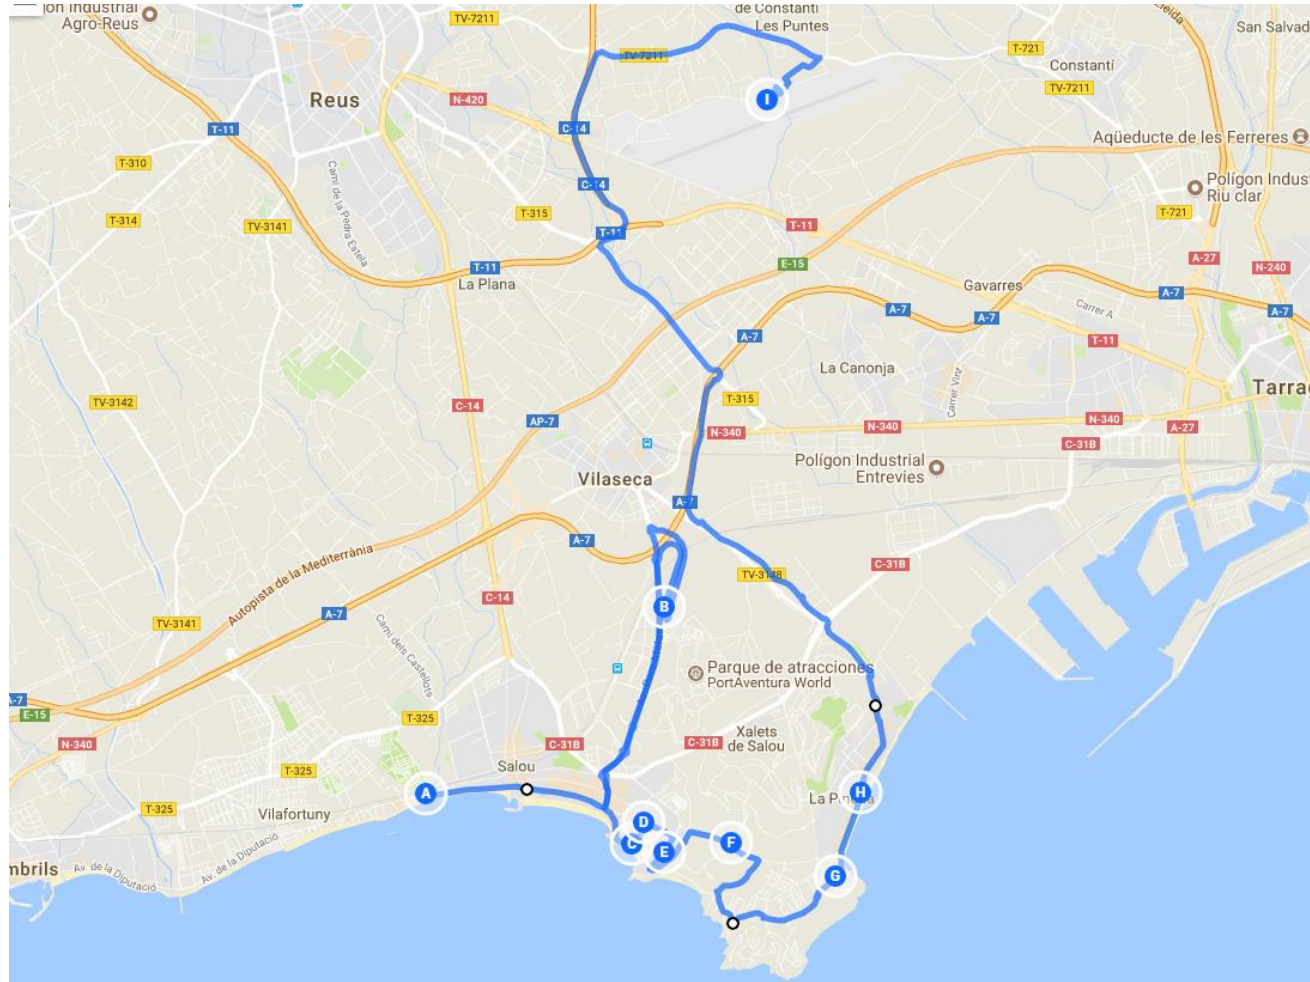 gon Industrial
Agro-Reus
TV-7211
de Constantí
Les Puntes
San Salvad
T-721
Constantí
TV-7211
TV-7211
Reus
N-420
T-11
C-14
Aqüeducte de les Ferreres
T-310
Camí de la Pedra Estela
C-14
Polígon Indust
Riu clar
I
T-314
TV-3141
T-315
T-11
T-721
T-11
T-11
La Plana
E-15
A-27
N-240
Gavarres
A-7
A-7
A-7
A-7
A-7
Carrer A
T-11
La Canonja
Carrer Vinyols
TV-3142
C-14
T-315
Tarra
AP-7
N-340
N-340
N-340
A-27
C-31B
Vilaseca
Polígon Industrial
Entrevies
A-7
A-7
Autopista de la Mediterrània
TV-3148
C-31B
A-7
C-14
B
TV-3141
Camí dels Castellots
Parque de atracciones
PortAventura World
A-7
E-15
N-340
T-325
C-31B
C-31B
Xalets
de Salou
T-325
Salou
A
H
La Pineda
T-325
Vilafortuny
D
C
E
F
G
mbrils
Av. de la Diputació
Av. de la Diputació